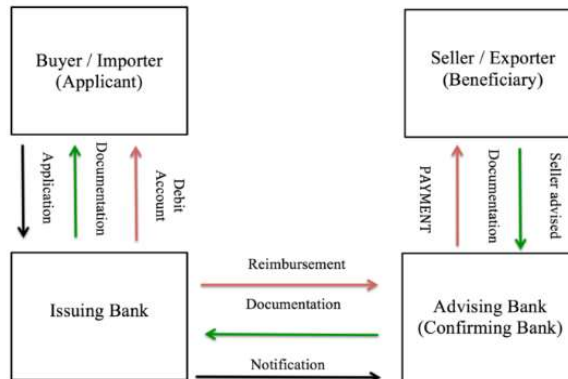 Buyer / Importer
(Applicant)
Seller / Exporter
(Beneficiary)
Application
Documentation
Debit
Account
PAYMENT
Documentation
Seller advised
Reimbursement
Documentation
Notification
Issuing Bank
Advising Bank
(Confirming Bank)